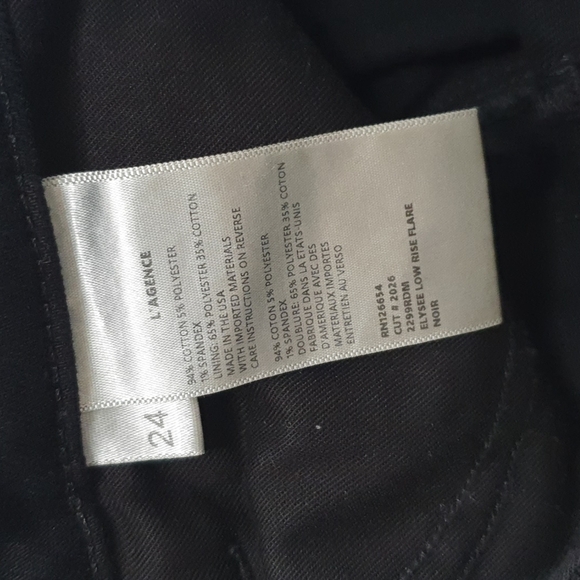 L'AGENCE
94% COTTON 5% POLYESTER
1% SPANDEX
LINING: 65% POLYESTER 35% COTTON
MADE IN THE USA
WITH IMPORTED MATERIALS
CARE INSTRUCTIONS ON REVERSE
94% COTON 5% POLYESTER
1% SPANDEX
DOUBLURE: 65% POLYESTER 35% COTON
FABRIQUE DANS LA ETATS-UNIS
D'AMERIQUE AVEC DES
MATERIAUX IMPORTES
ENTRETIEN AU VERSO
RN126654
CUT # 2026
2299RDM
ELYSEE LOW RISE FLARE
NOIR
24